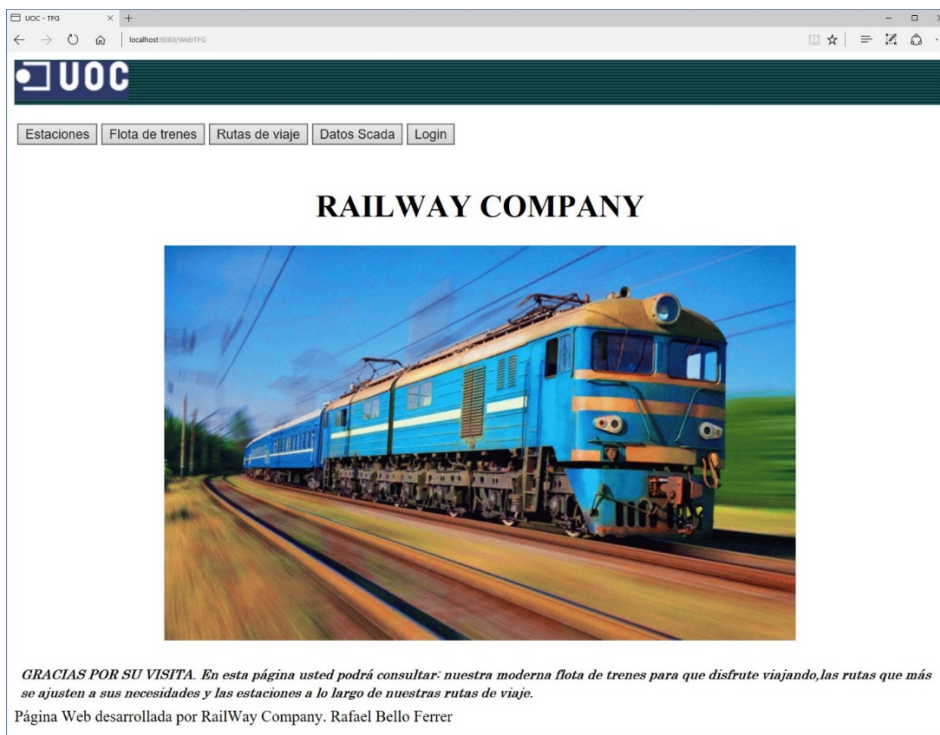 UOC - TFG
localhost:8080/WebTFG
UOC
Estaciones Flota de trenes Rutas de viaje Datos Scada Login
RAILWAY COMPANY
GRACIAS POR SU VISITA. En esta página usted podrá consultar: nuestra moderna flota de trenes para que disfrute viajando,las rutas que más
se ajusten a sus necesidades y las estaciones a lo largo de nuestras rutas de viaje.
Página Web desarrollada por RailWay Company. Rafael Bello Ferrer